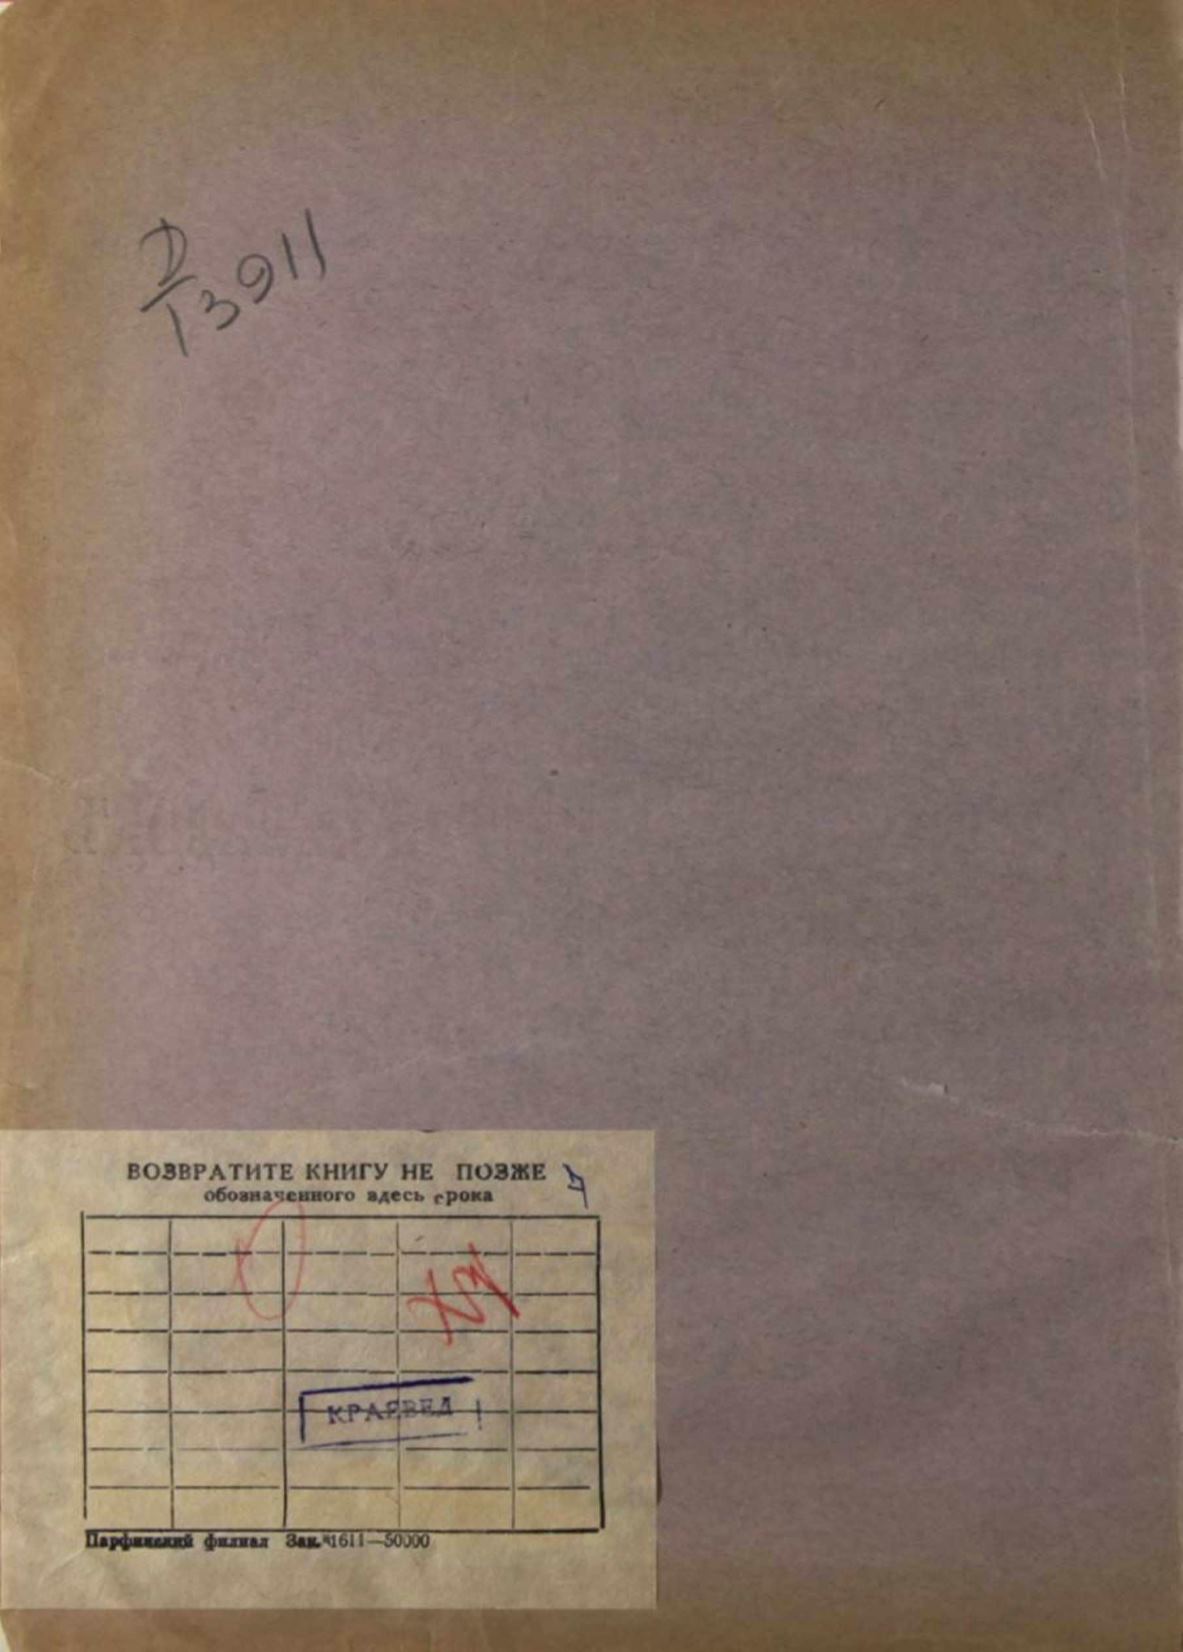 Д
13911
ВОЗВРАТИТЕ КНИГУ НЕ ПОЗЖЕ
обозначенного здесь срока
КРАЕВЕД
Парфинский филиал Зак. 1611—50000